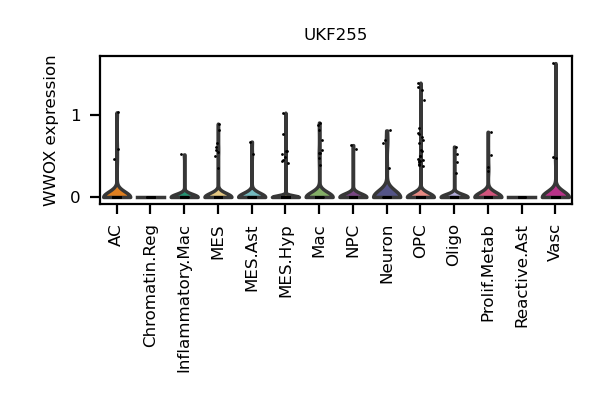 UKF255
WWOX expression
1
0
AC
Chromatin.Reg
Inflammatory.Mac
MES
MES.Ast
MES.Hyp
Mac
NPC
Neuron
OPC
Oligo
Prolif.Metab
Reactive.Ast
Vasc